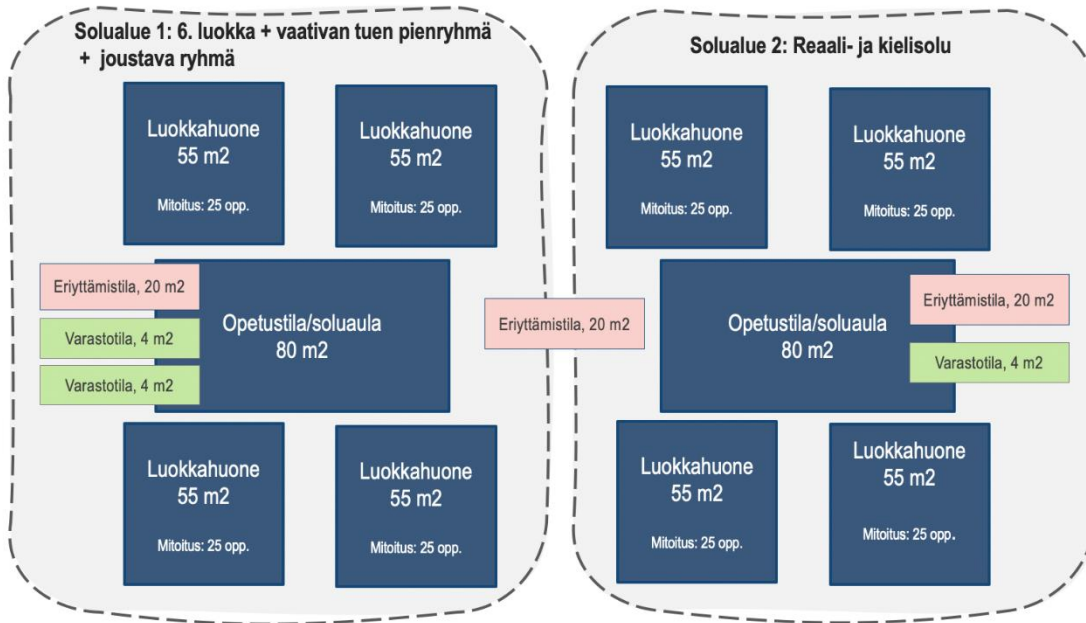 Solualue 1: 6. luokka + vaativan tuen pienryhmä
+ joustava ryhmä
Luokkahuone
55 m2
Mitoitus: 25 opp.
Luokkahuone
55 m2
Mitoitus: 25 opp.
Eriyttämistila, 20 m2
Varastotila, 4 m2
Varastotila, 4 m2
Opetustila/soluaula
80 m2
Luokkahuone
55 m2
Mitoitus: 25 opp.
Luokkahuone
55 m2
Mitoitus: 25 opp.
Eriyttämistila, 20 m2
Solualue 2: Reaali- ja kielisolu
Luokkahuone
55 m2
Mitoitus: 25 opp.
Luokkahuone
55 m2
Mitoitus: 25 opp.
Opetustila/soluaula
80 m2
Eriyttämistila, 20 m2
Varastotila, 4 m2
Luokkahuone
55 m2
Mitoitus: 25 opp.
Luokkahuone
55 m2
Mitoitus: 25 opp.